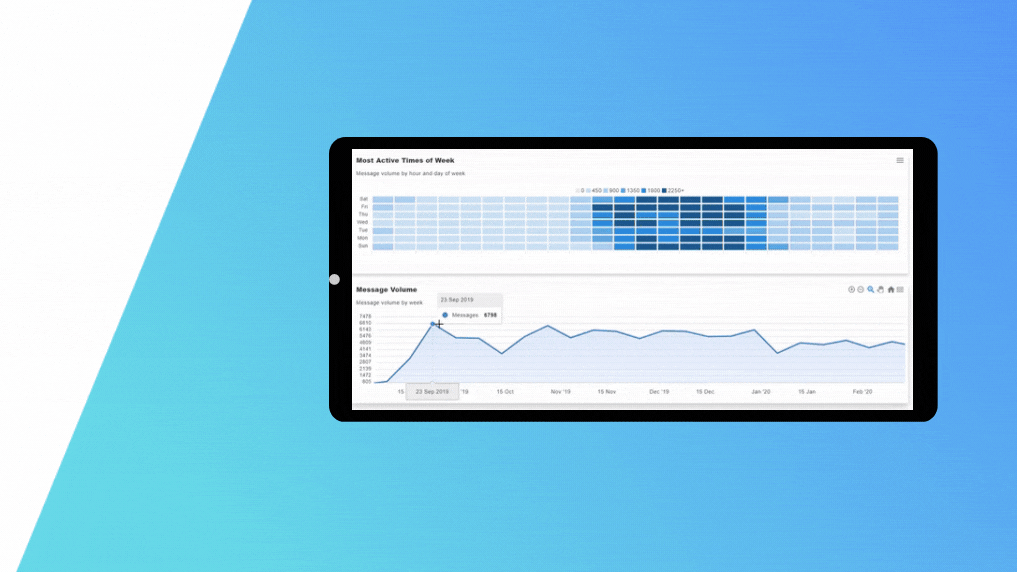 Most Active Times of Week
Message volume by hour and day of week
0 450 900 1350 1800 2250+
Sat
Fri
Thu
Wed
Tue
Mon
Sun
Message Volume
Message volume by week
23 Sep 2019
Messages 6798
7478
6810
6143
5476
4809
4141
3474
2807
2139
1472
805
15
23 Sep 2019
'19
15 Oct
Nov '19
15 Nov
Dec '19
15 Dec
Jan '20
15 Jan
Feb '20